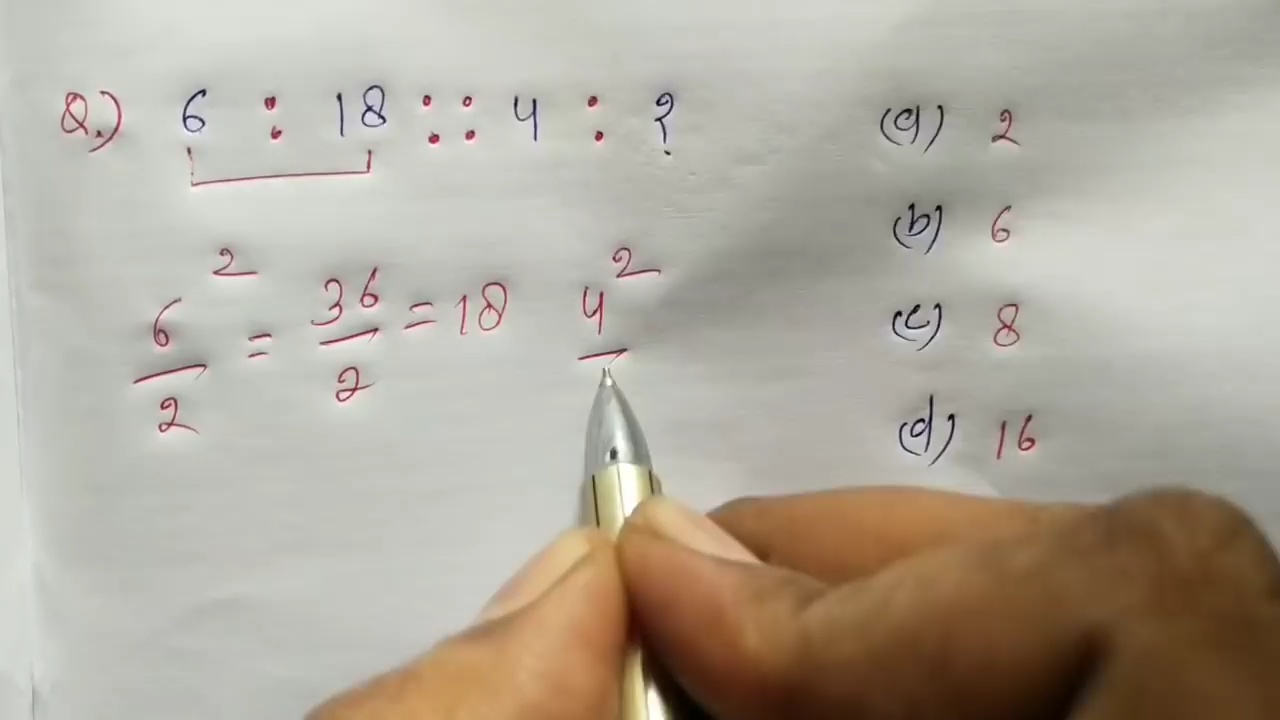 Q.) 6 : 18 :: 4 : ?
(a) 2
(b) 6
(c) 8
(d) 16
6²/2 = 36/2 = 18
4²/